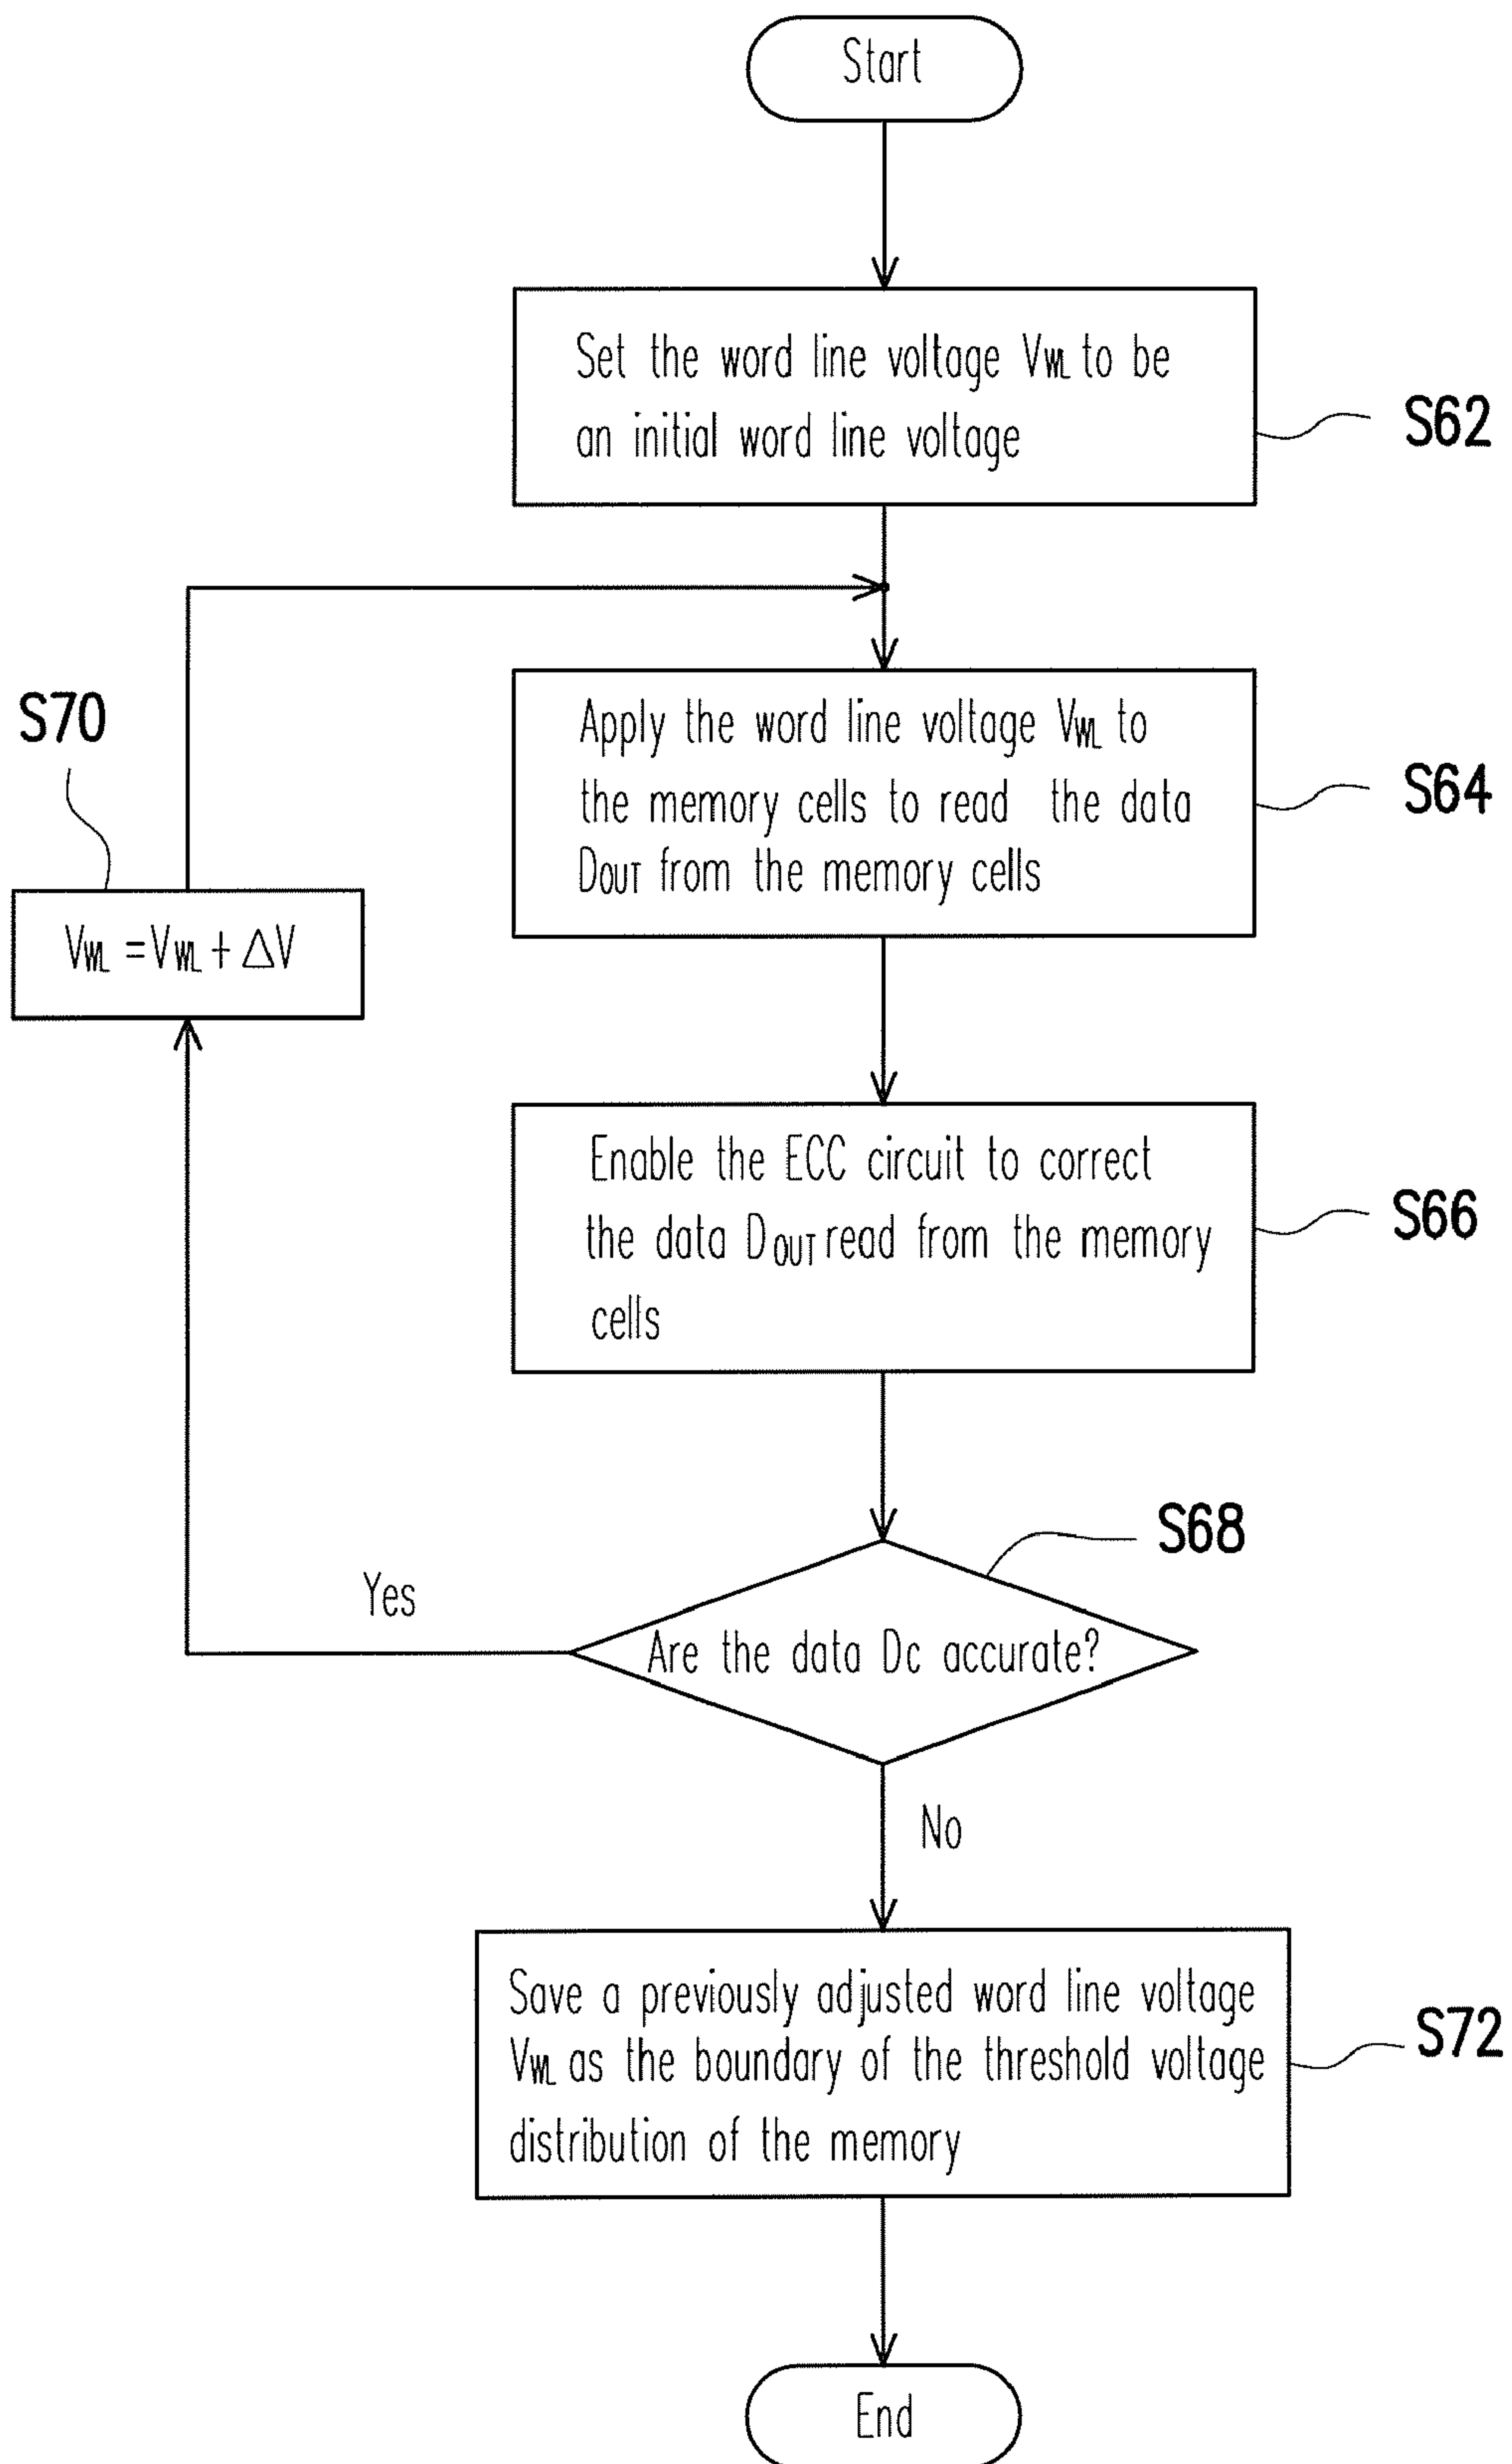 Start
Set the word line voltage VWL to be
an initial word line voltage
S62
S70
Apply the word line voltage VWL to
the memory cells to read the data
DOUT from the memory cells
S64
VWL = VWL + ΔV
Enable the ECC circuit to correct
the data DOUT read from the memory
cells
S66
S68
Yes
Are the data Dc accurate?
No
Save a previously adjusted word line voltage
VWL as the boundary of the threshold voltage
distribution of the memory
S72
End